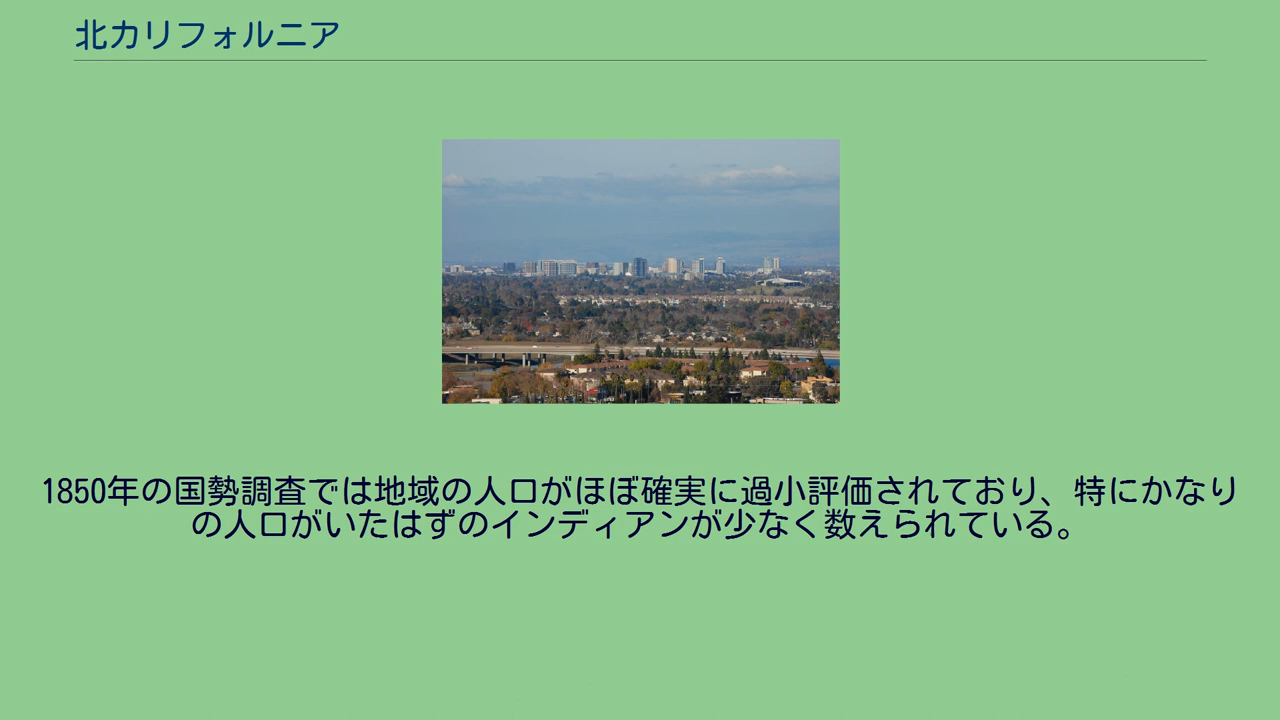 北カリフォルニア
1850年の国勢調査では地域の人口がほぼ確実に過小評価されており、特にかなり
の人口がいたはずのインディアンが少なく数えられている。